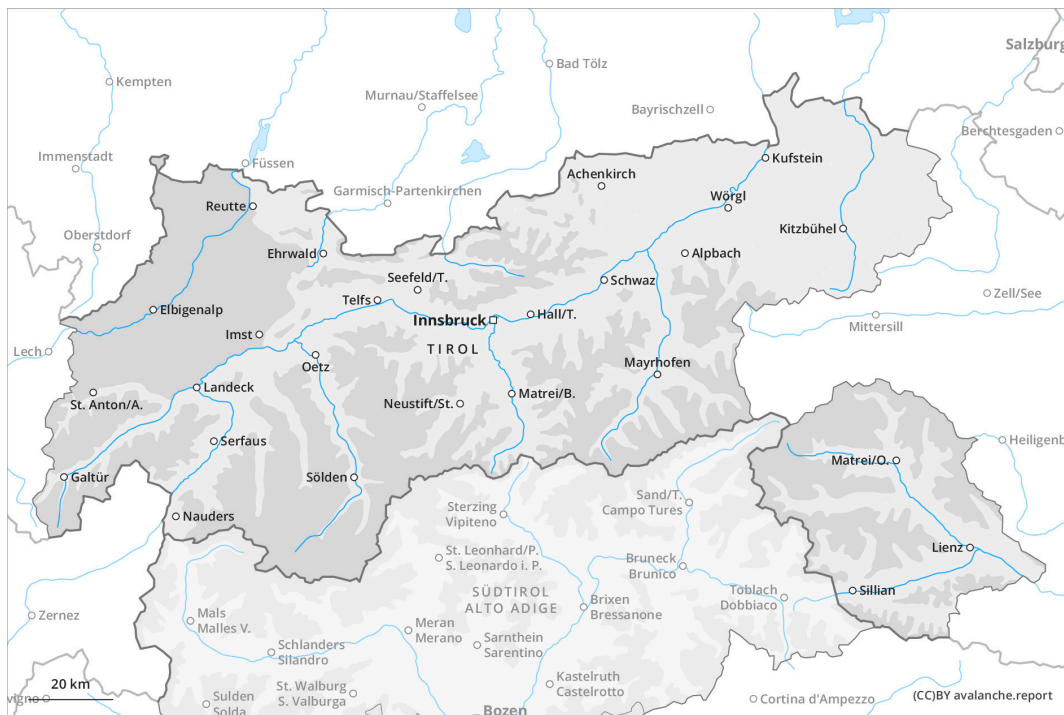 Salzburg
Kempten
Bad Tölz
Murnau/Staffelsee
Bayrischzell
Berchtesgaden
Immenstadt
Füssen
Kufstein
Achenkirch
Garmisch-Partenkirchen
Reutte
Wörgl
Oberstdorf
Kitzbühel
Ehrwald
Alpbach
Seefeld/T.
Schwaz
Telfs
Zell/See
Elbigenalp
Innsbruck
Hall/T.
Mittersill
Imst
TIROL
Lech
Oetz
Mayrhofen
Landeck
St. Anton/A.
Neustift/St.
Matrei/B.
Serfaus
Heiligenb
Matrei/O.
Galtür
Sölden
Sand/T.
Campo Tures
Sterzing
Vipiteno
Nauders
Lienz
St. Leonhard/P.
S. Leonardo i. P.
Bruneck
Brunico
SÜDTIROL
ALTO ADIGE
Toblach
Dobbiaco
Sillian
Brixen
Bressanone
Zernez
Mals
Malles V.
Meran
Merano
Sarnthein
Sarentino
Schlanders
Silandro
Kastelruth
Castelrotto
20 km
St. Walburg
S. Valburga
vigno
Sulden
Solda
Cortina d'Ampezzo
(CC)BY avalanche.report
Bozen